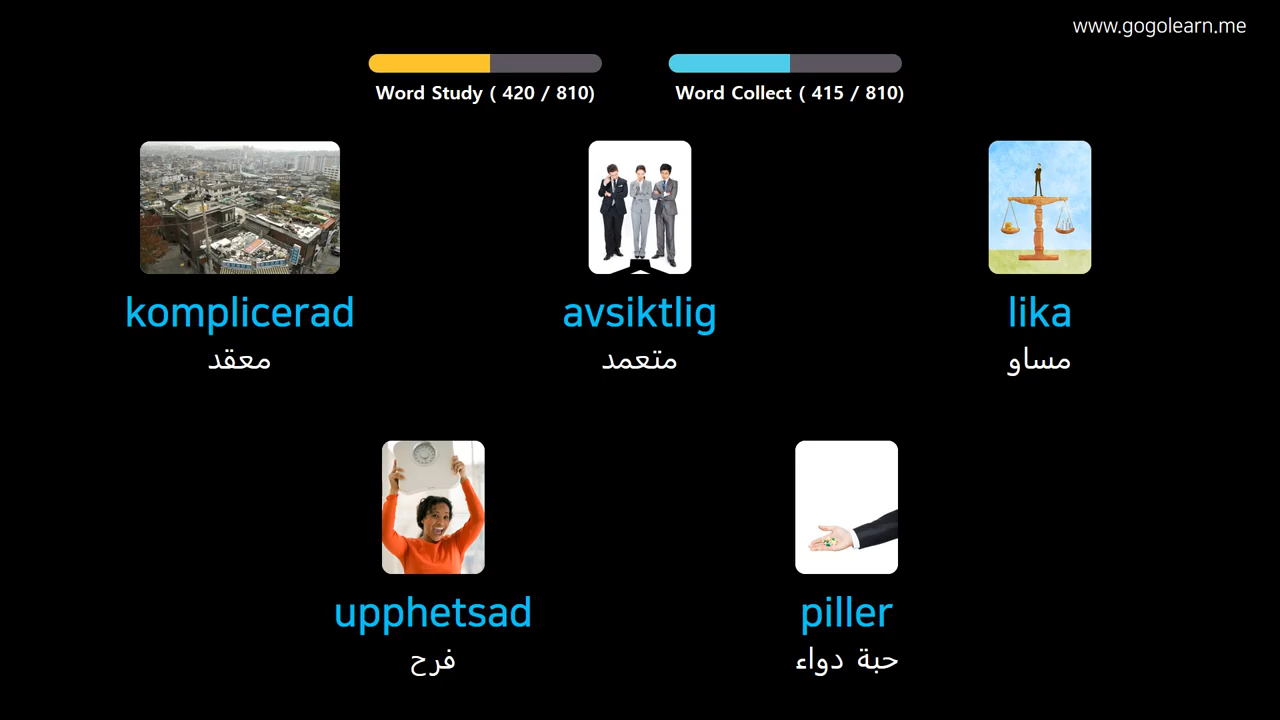 www.gogolearn.me
Word Study ( 420 / 810)
Word Collect ( 415 / 810)
komplicerad
معقد
avsiktlig
متعمد
lika
مساو
upphetsad
فرح
piller
حبة دواء